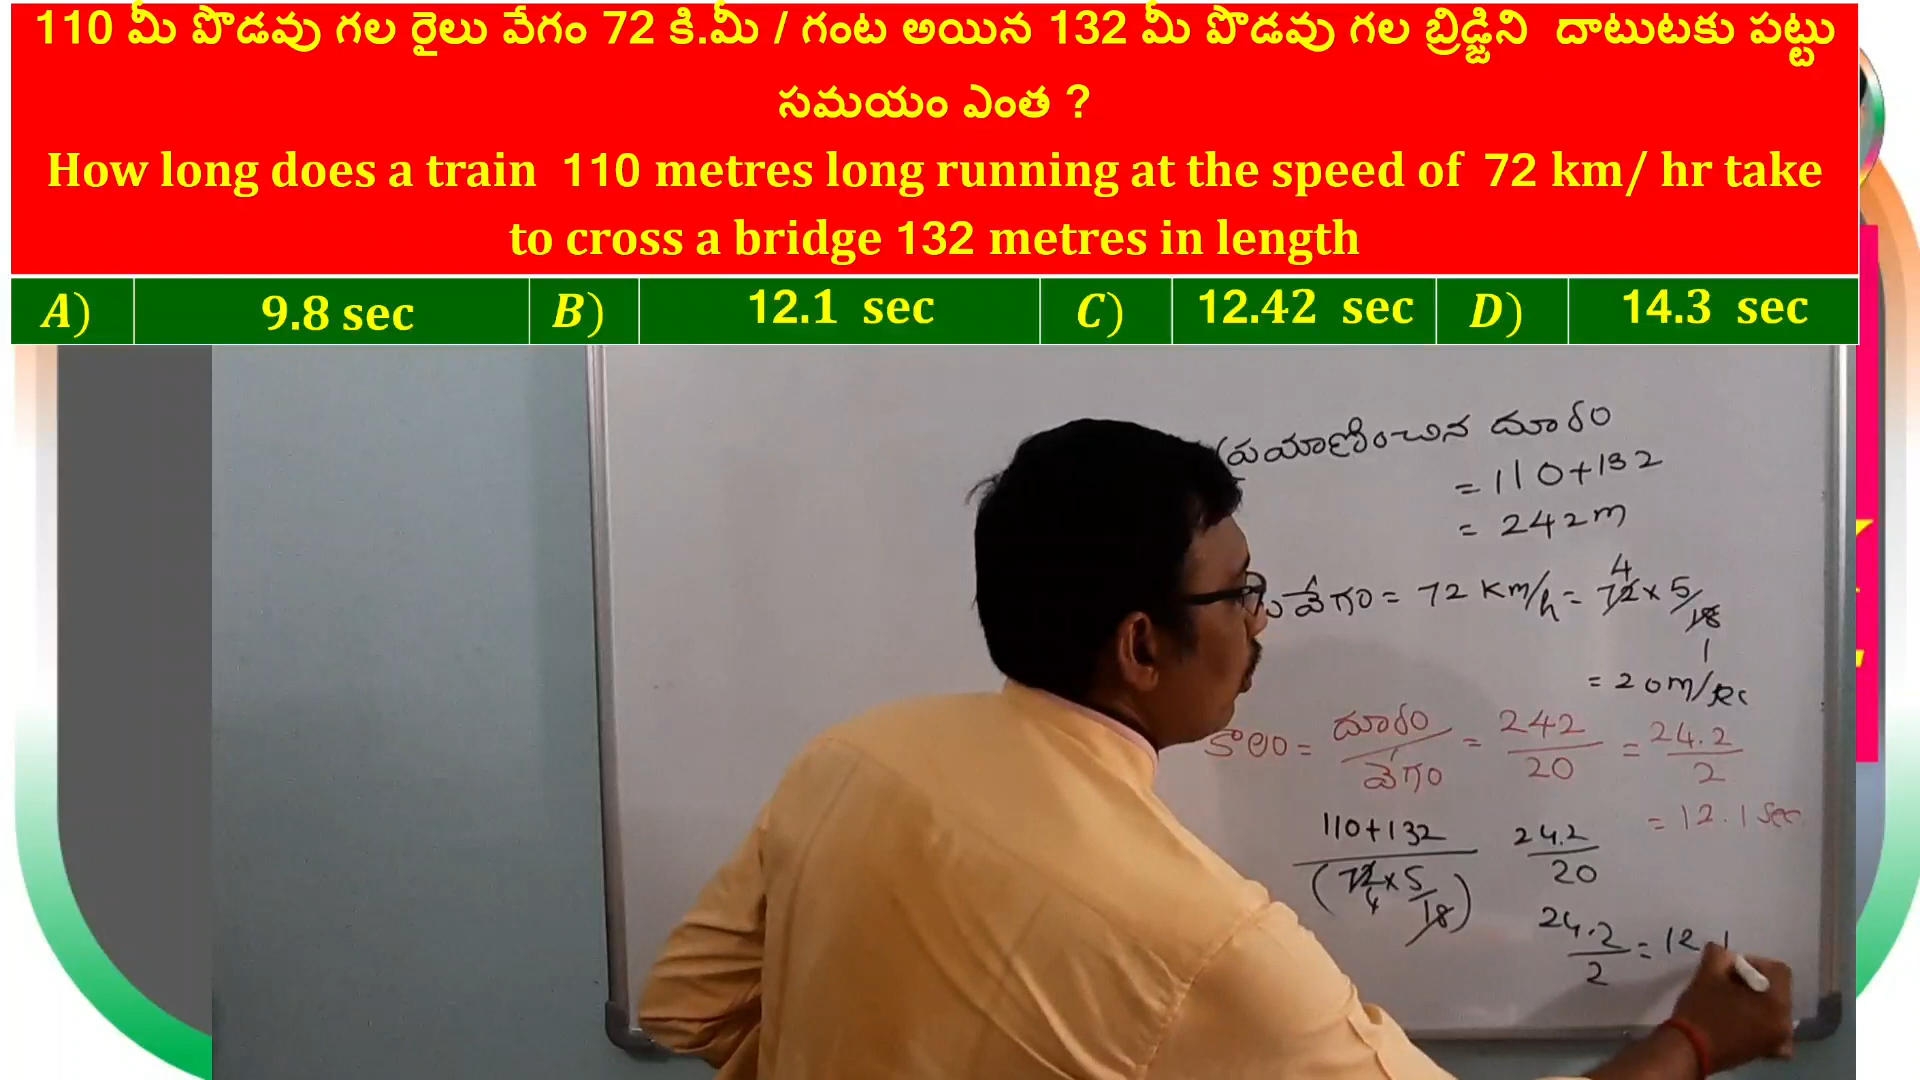 110 మీ పొడవు గల రైలు వేగం 72 కి.మీ / గంట అయిన 132 మీ పొడవు గల బ్రిడ్జిని దాటుటకు పట్టు
సమయం ఎంత ?
How long does a train 110 metres long running at the speed of 72 km/ hr take
to cross a bridge 132 metres in length
A) 9.8 sec B) 12.1 sec C) 12.42 sec D) 14.3 sec
ప్రయాణించిన దూరం
= 110+132
= 242m
వేగం = 72 Km/h = 72 × 5/18
4
1
= 20m/sec
కాలం = దూరం/వేగం = 242/20 = 24.2/2
= 12.1 sec
110+132/(72×5/18) 24.2/20
4
24.2/2 = 12.1